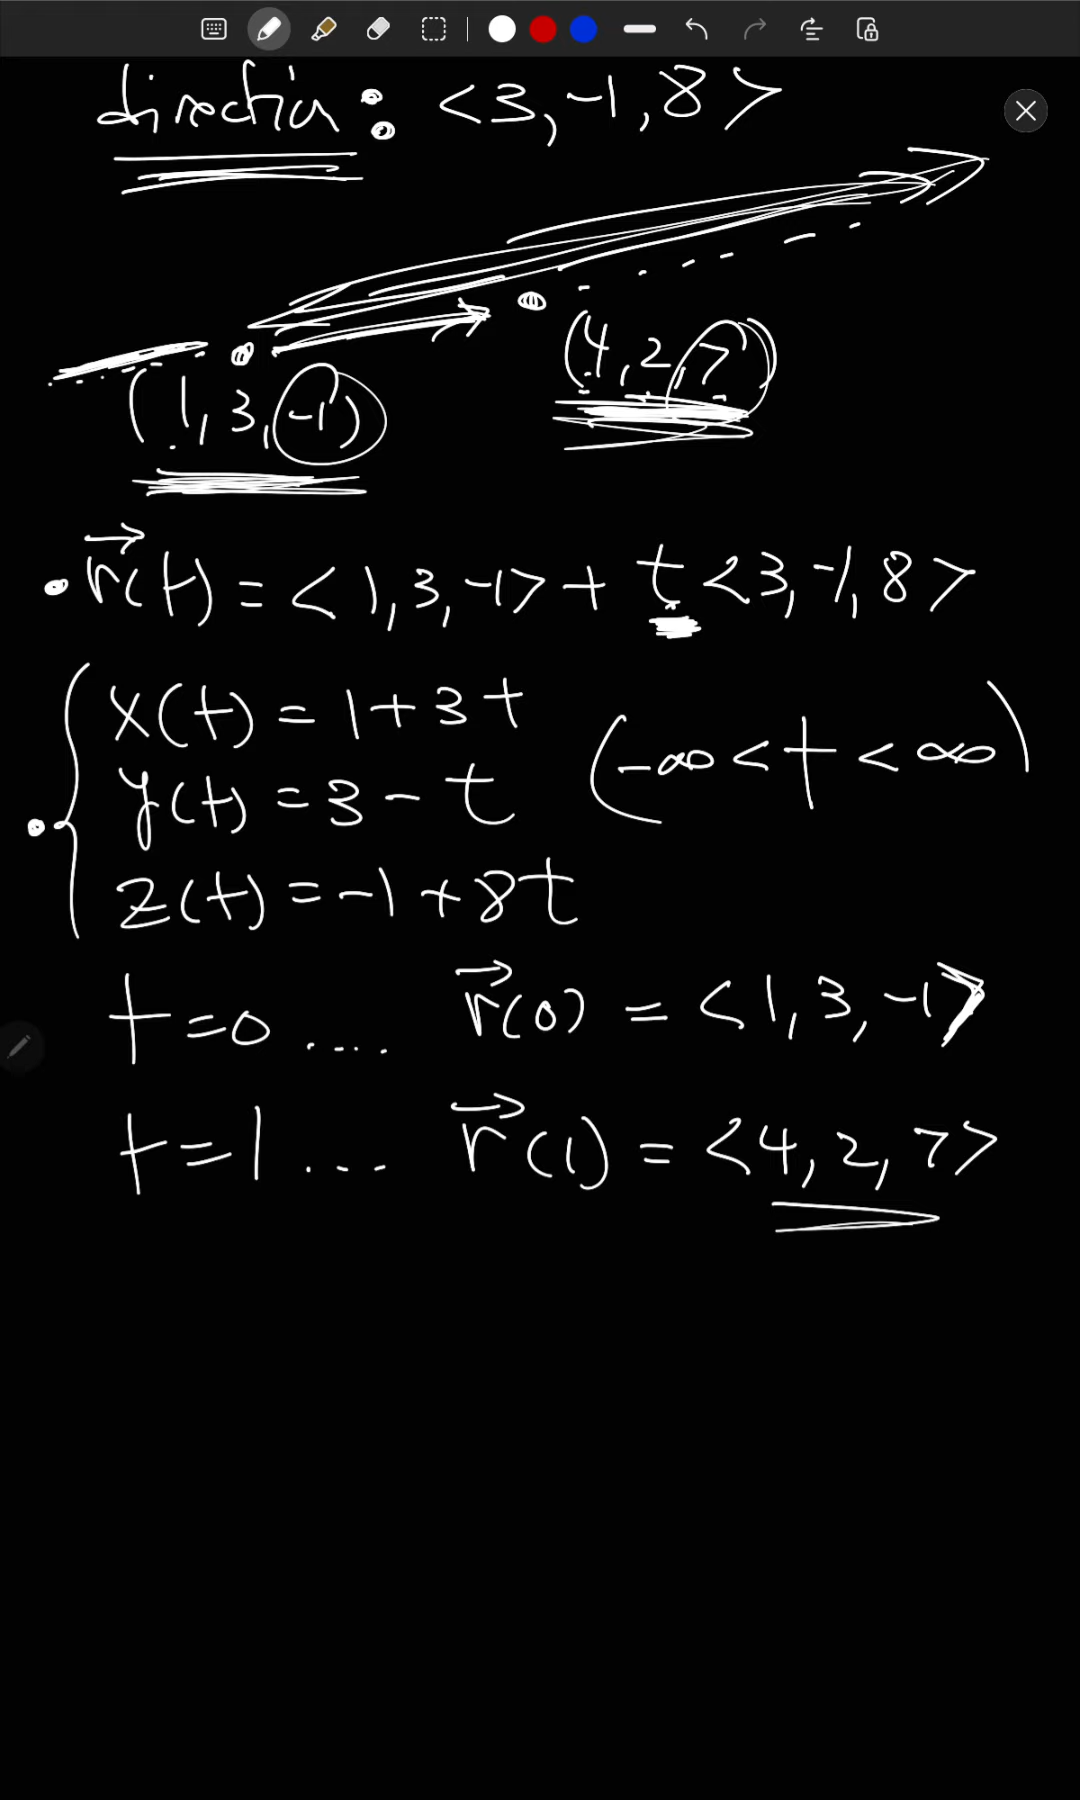 direction: <3, -1, 8>
(4, 2, 7)
(1, 3, -1)
• r⃗(t) = <1, 3, -1> + t <3, -1, 8>
x(t) = 1 + 3t
(-∞ < t < ∞)
y(t) = 3 - t
z(t) = -1 + 8t
t = 0 .... r⃗(0) = <1, 3, -1>
t = 1 ... r⃗(1) = <4, 2, 7>